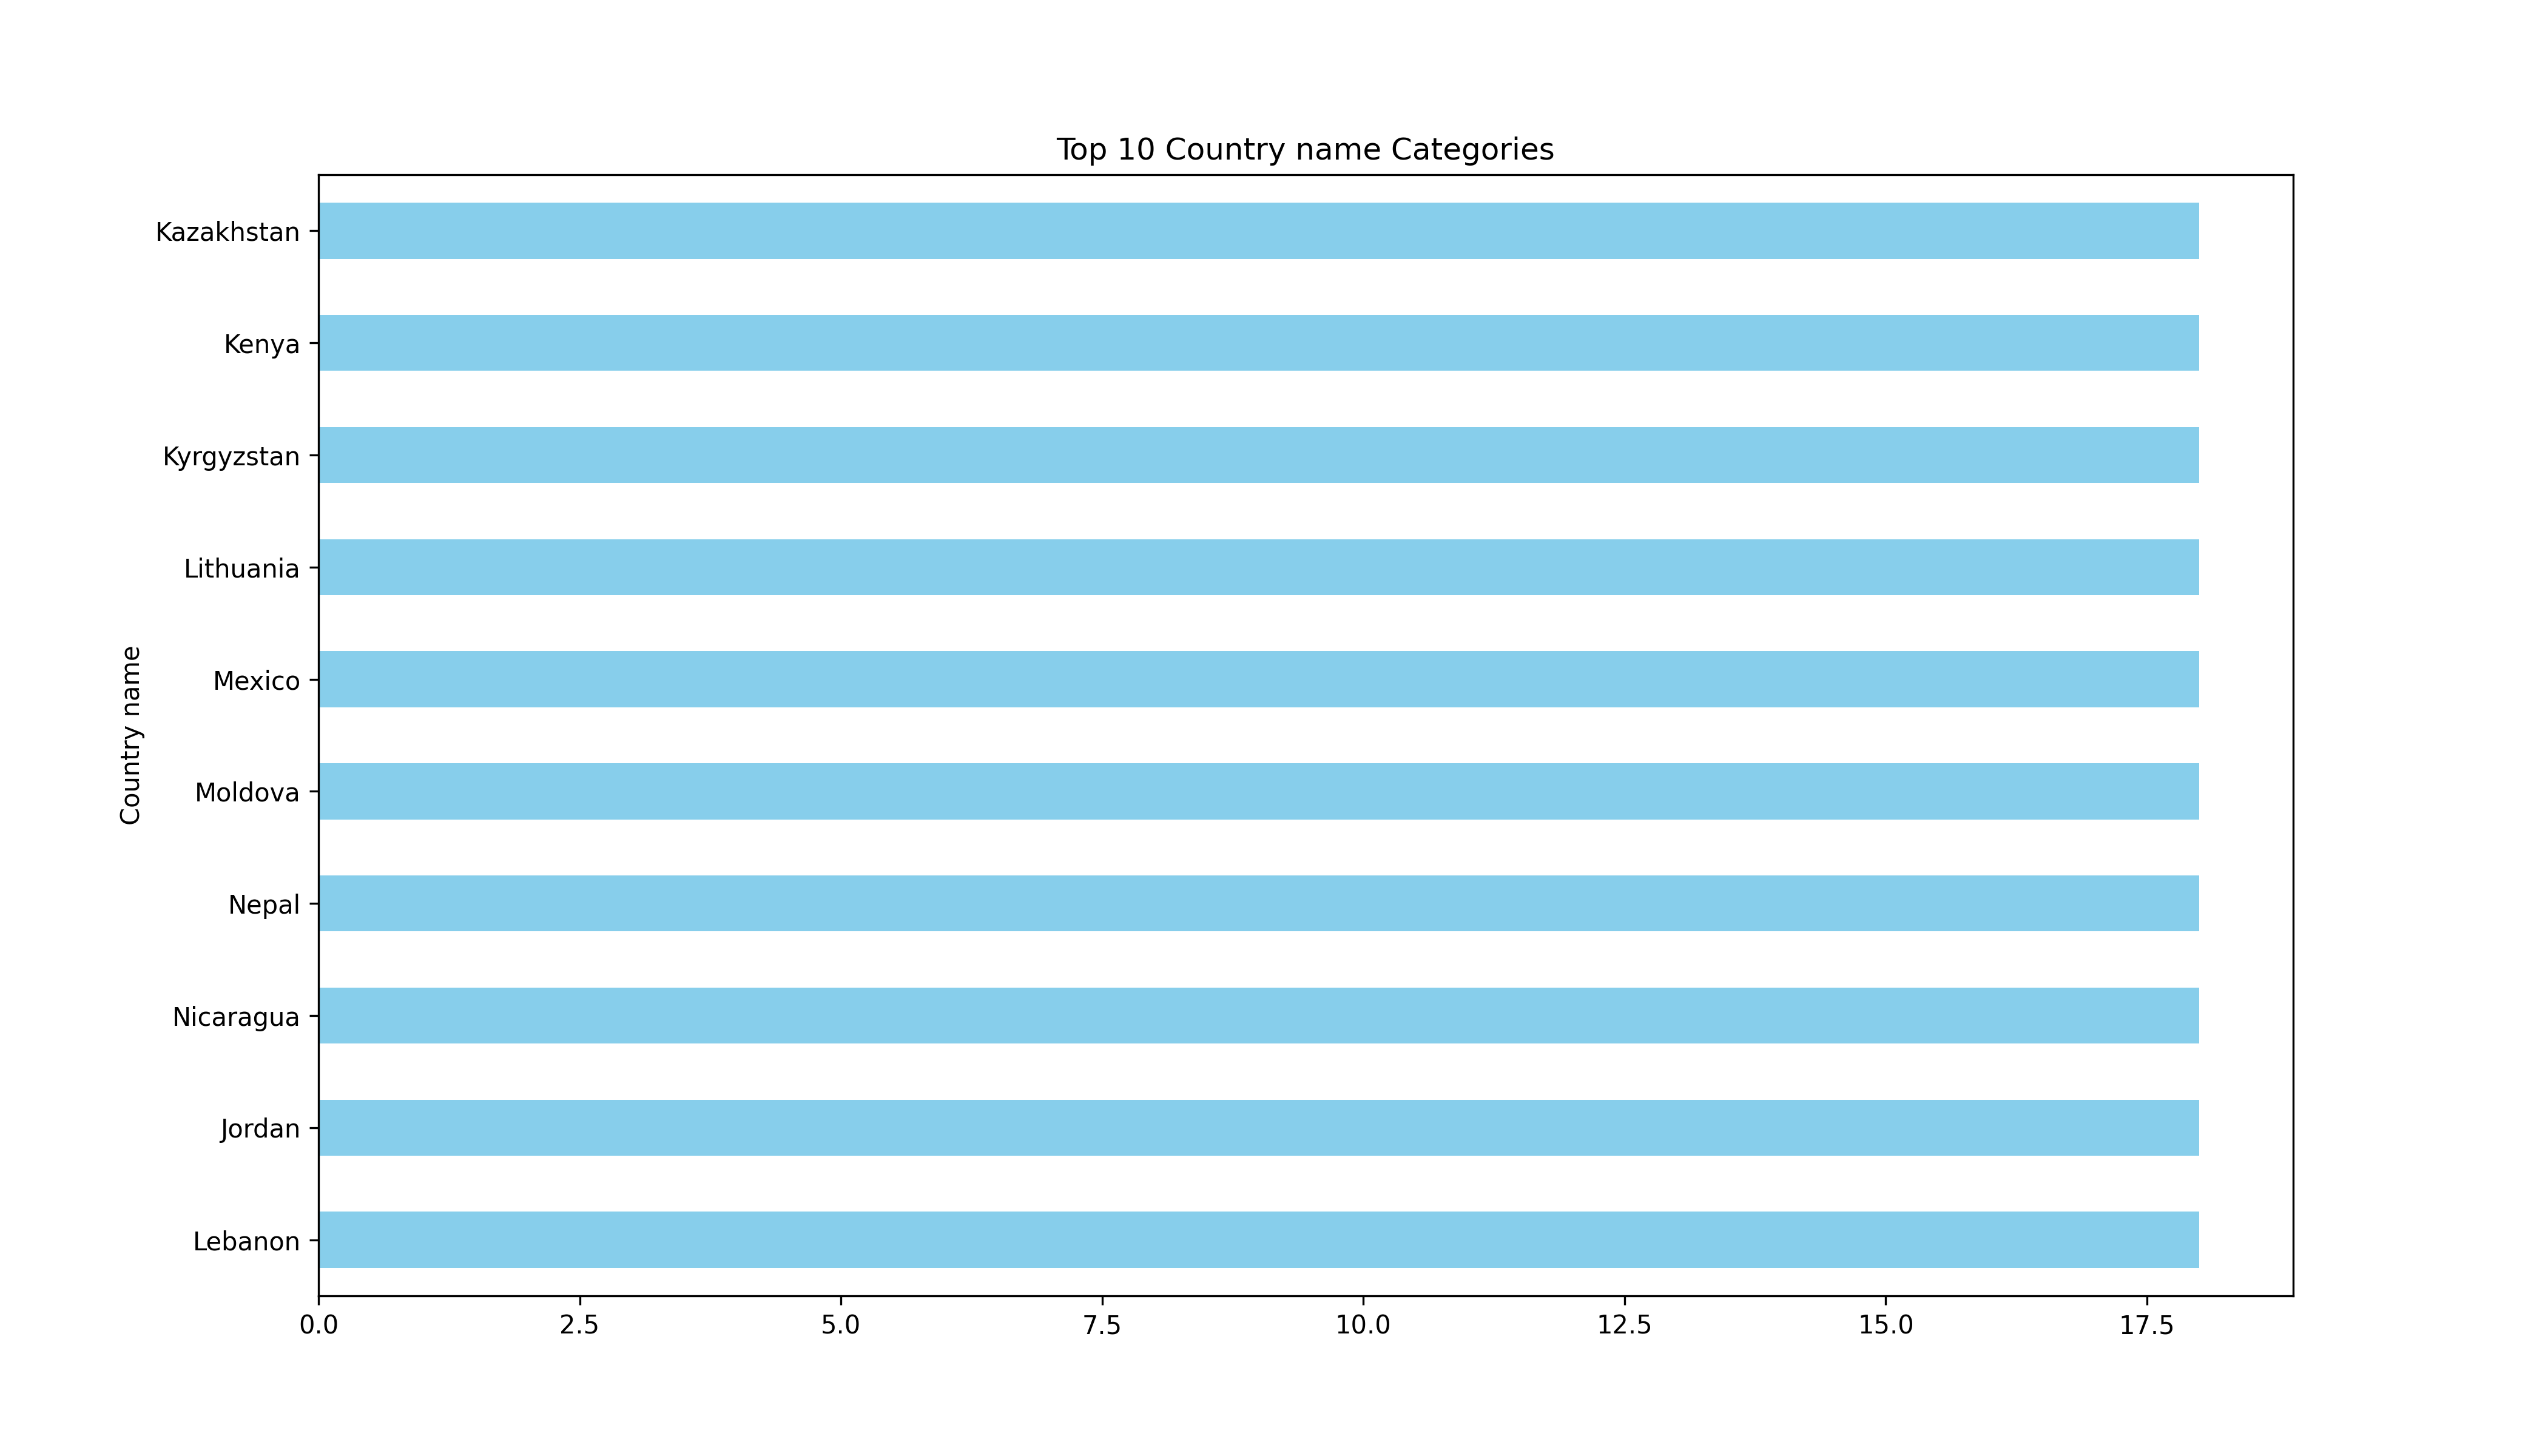 Top 10 Country name Categories
Country name
Kazakhstan
Kenya
Kyrgyzstan
Lithuania
Mexico
Moldova
Nepal
Nicaragua
Jordan
Lebanon
0.0 2.5 5.0 7.5 10.0 12.5 15.0 17.5